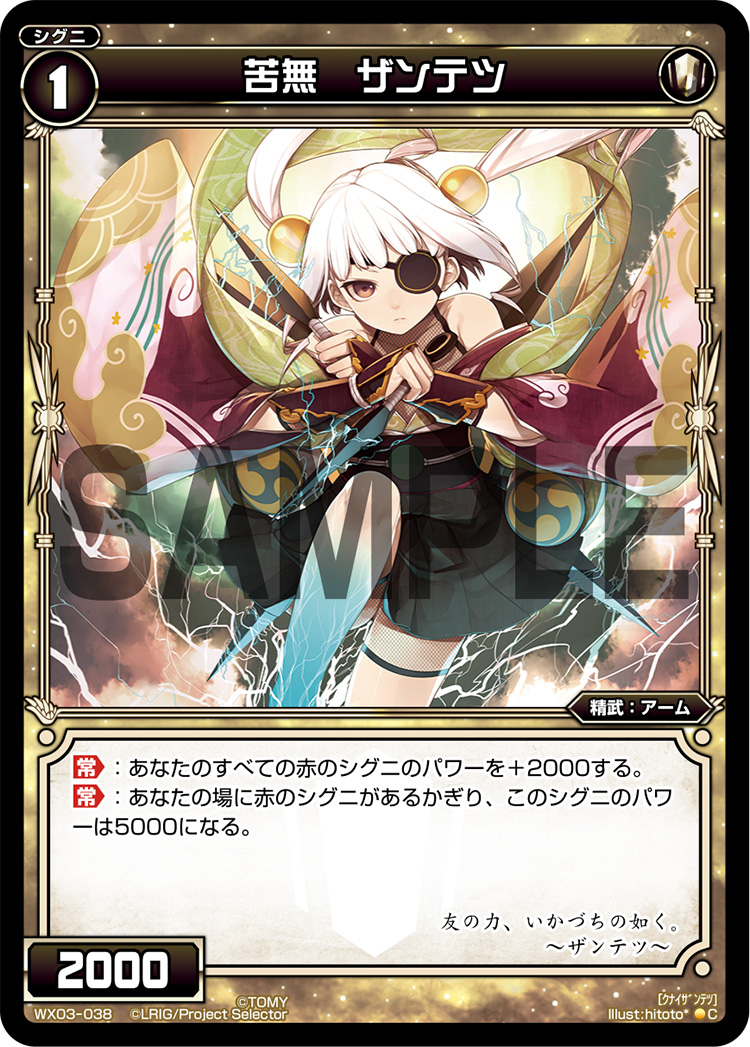 シグニ
1
苦無 ザンテツ
SAMPLE
精武:アーム
常:あなたのすべての赤のシグニのパワーを+2000する。
常:あなたの場に赤のシグニがあるかぎり、このシグニのパワ
ーは5000になる。
友の力、いかづちの如く。
~ザンテツ~
2000
WX03-038 ©LRIG/Project Selector
©TOMY
[クナイザンテツ]
Illust:hitoto* C